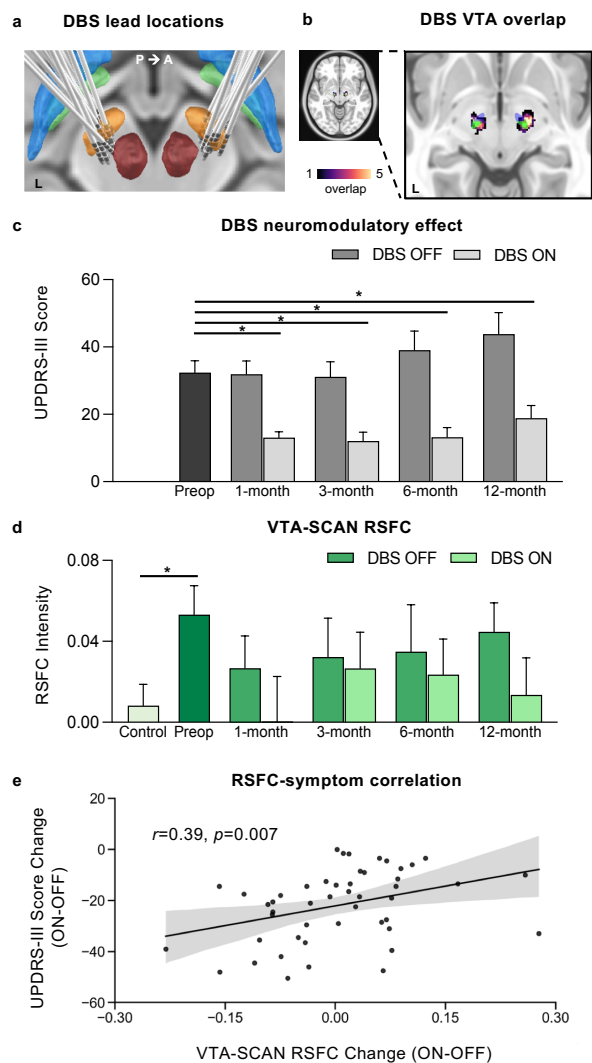 a DBS lead locations
P → A
L
b DBS VTA overlap
1 5
overlap
L
c DBS neuromodulatory effect
DBS OFF DBS ON
UPDRS-III Score
60
40
20
0
*
*
*
*
Preop 1-month 3-month 6-month 12-month
d VTA-SCAN RSFC
DBS OFF DBS ON
RSFC Intensity
0.08
0.04
0.00
*
Control Preop 1-month 3-month 6-month 12-month
e RSFC-symptom correlation
r=0.39, p=0.007
UPDRS-III Score Change
(ON-OFF)
20
0
−20
−40
−60
−0.30 −0.15 0.00 0.15 0.30
VTA-SCAN RSFC Change (ON-OFF)